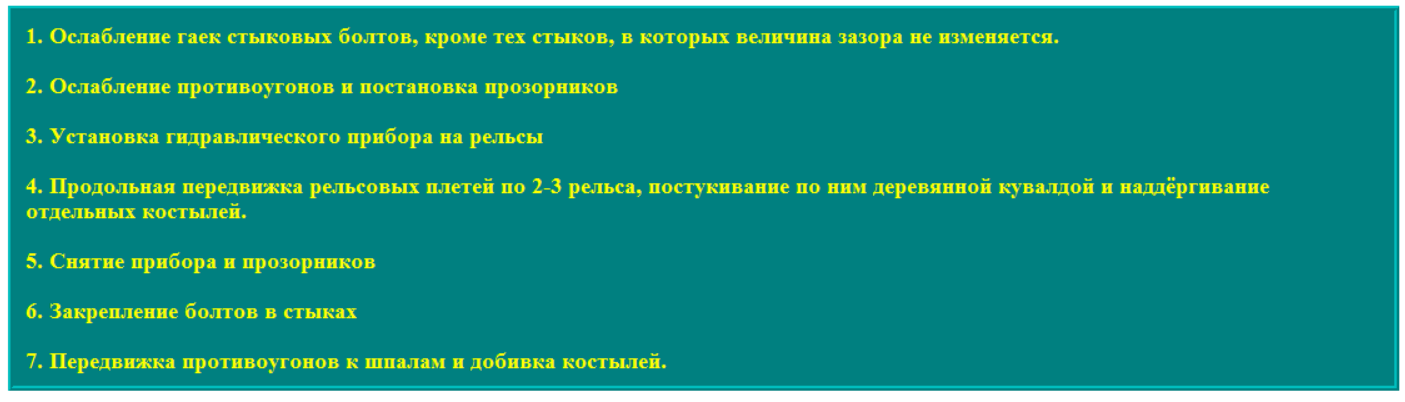 1. Ослабление гаек стыковых болтов, кроме тех стыков, в которых величина зазора не изменяется.
2. Ослабление противоугонов и постановка прозорников
3. Установка гидравлического прибора на рельсы
4. Продольная передвижка рельсовых плетей по 2-3 рельса, постукивание по ним деревянной кувалдой и наддёргивание
отдельных костылей.
5. Снятие прибора и прозорников
6. Закрепление болтов в стыках
7. Передвижка противоугонов к шпалам и добивка костылей.